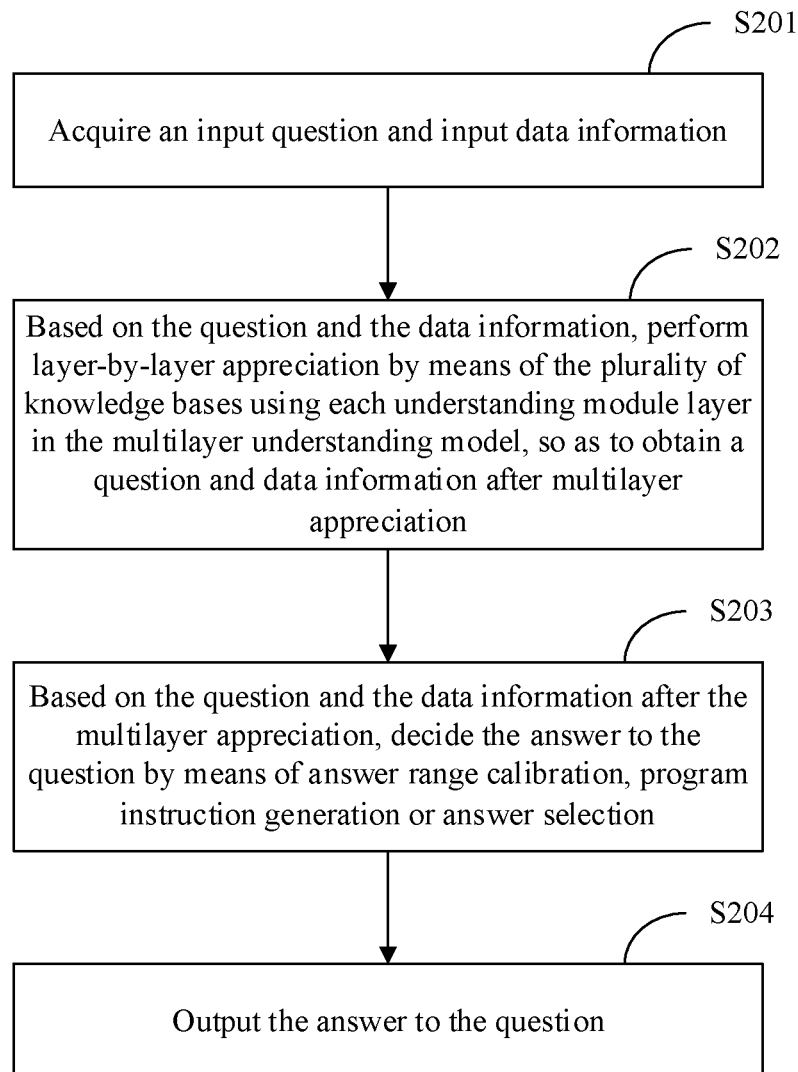 S201
Acquire an input question and input data information
S202
Based on the question and the data information, perform
layer-by-layer appreciation by means of the plurality of
knowledge bases using each understanding module layer
in the multilayer understanding model, so as to obtain a
question and data information after multilayer
appreciation
S203
Based on the question and the data information after the
multilayer appreciation, decide the answer to the
question by means of answer range calibration, program
instruction generation or answer selection
S204
Output the answer to the question